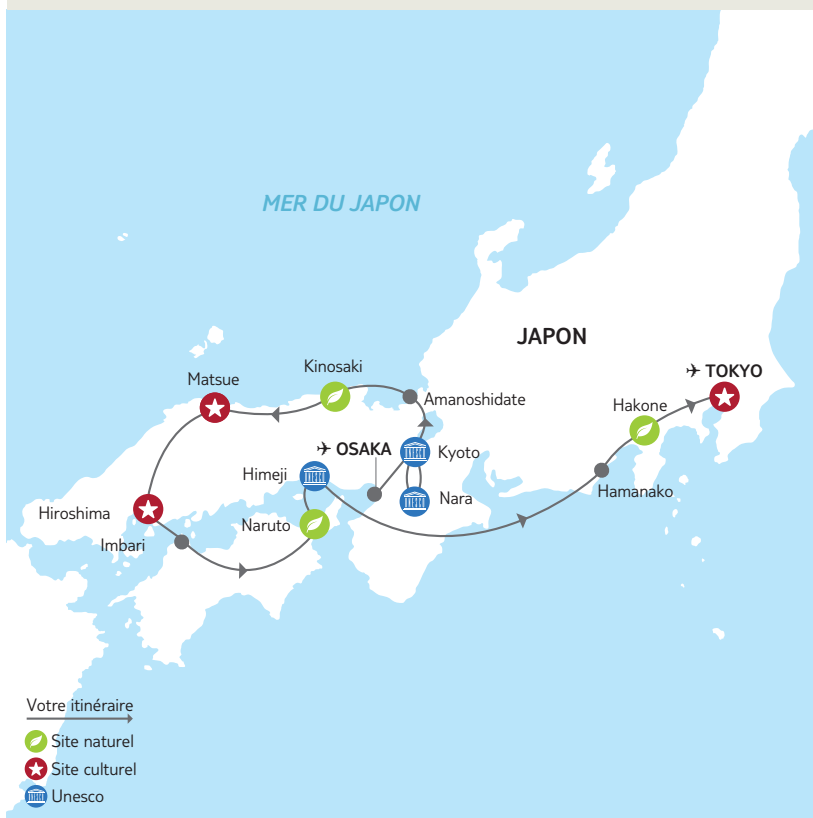 MER DU JAPON
JAPON
Kinosaki
Matsue
Amanoshidate
TOKYO
Hakone
OSAKA
Kyoto
Himeji
Hamanako
Nara
Hiroshima
Naruto
Imbari
Votre itinéraire
Site naturel
Site culturel
Unesco